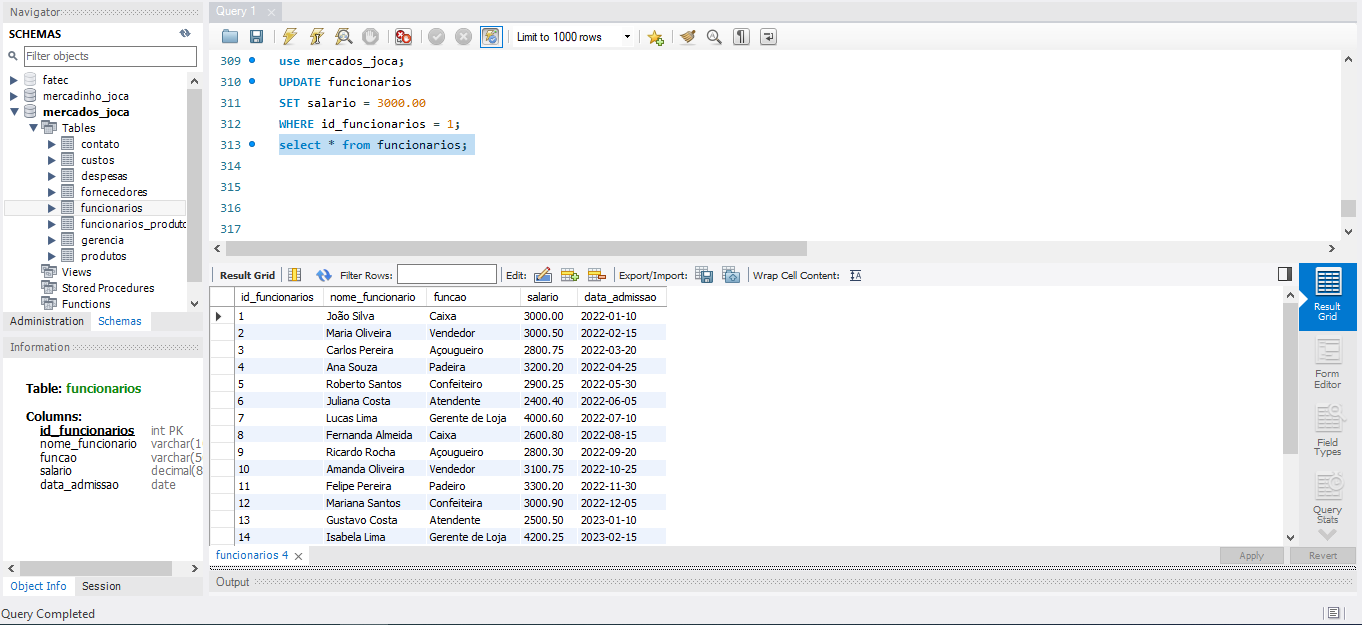 Navigator
SCHEMAS
Filter objects
fatec
mercadinho_joca
mercados_joca
Tables
contato
custos
despesas
fornecedores
funcionarios
funcionarios_produto
gerencia
produtos
Views
Stored Procedures
Functions
Administration Schemas
Information
Table: funcionarios
Columns:
id_funcionarios int PK
nome_funcionario varchar(1
funcao varchar(5
salario decimal(8
data_admissao date
Object Info Session
Query Completed
Query 1
Limit to 1000 rows
309 use mercados_joca;
310 UPDATE funcionarios
311 SET salario = 3000.00
312 WHERE id_funcionarios = 1;
313 select * from funcionarios;
314
315
316
317
Result Grid Filter Rows: Edit: Export/Import: Wrap Cell Content:
id_funcionarios nome_funcionario funcao salario data_admissao
1 João Silva Caixa 3000.00 2022-01-10
2 Maria Oliveira Vendedor 3000.50 2022-02-15
3 Carlos Pereira Açougueiro 2800.75 2022-03-20
4 Ana Souza Padeira 3200.20 2022-04-25
5 Roberto Santos Confeiteiro 2900.25 2022-05-30
6 Juliana Costa Atendente 2400.40 2022-06-05
7 Lucas Lima Gerente de Loja 4000.60 2022-07-10
8 Fernanda Almeida Caixa 2600.80 2022-08-15
9 Ricardo Rocha Açougueiro 2800.30 2022-09-20
10 Amanda Oliveira Vendedor 3100.75 2022-10-25
11 Felipe Pereira Padeiro 3300.20 2022-11-30
12 Mariana Santos Confeiteira 3000.90 2022-12-05
13 Gustavo Costa Atendente 2500.50 2023-01-10
14 Isabela Lima Gerente de Loja 4200.25 2023-02-15
funcionarios 4
Apply Revert
Output
Result
Grid
Form
Editor
Field
Types
Query
Stats